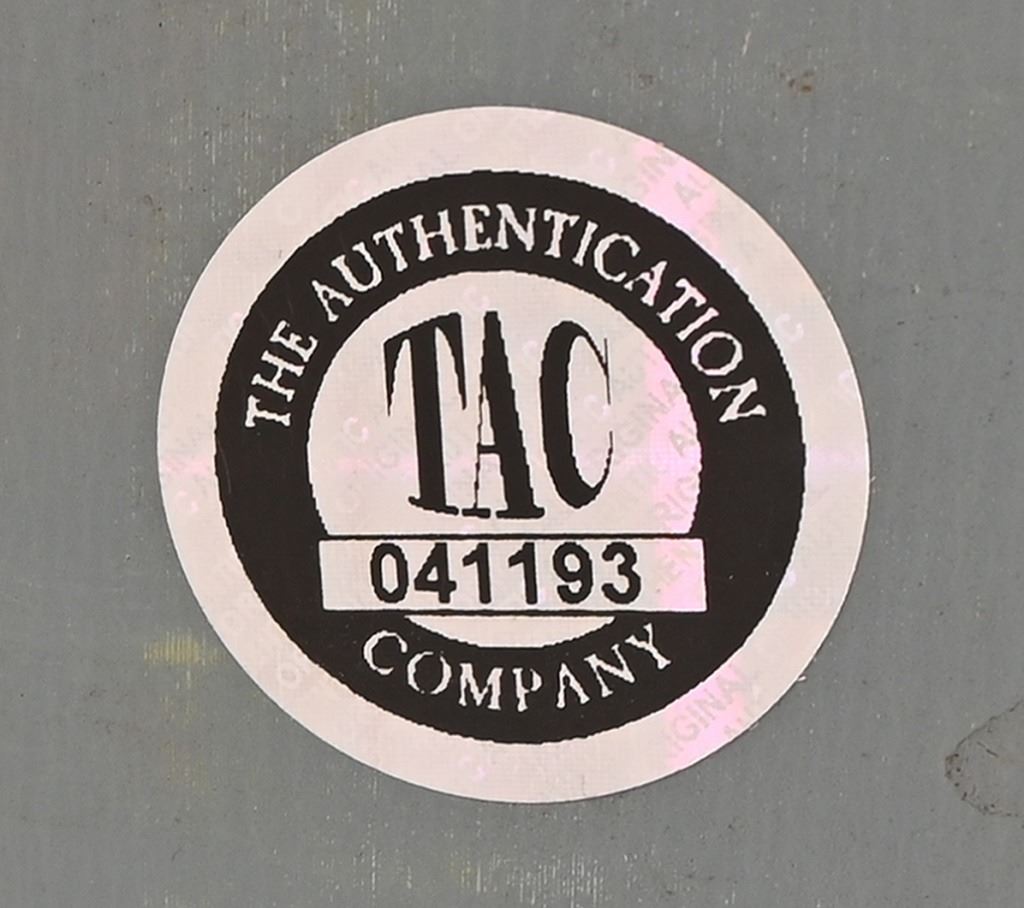 THE AUTHENTICATION
TAC
041193
COMPANY